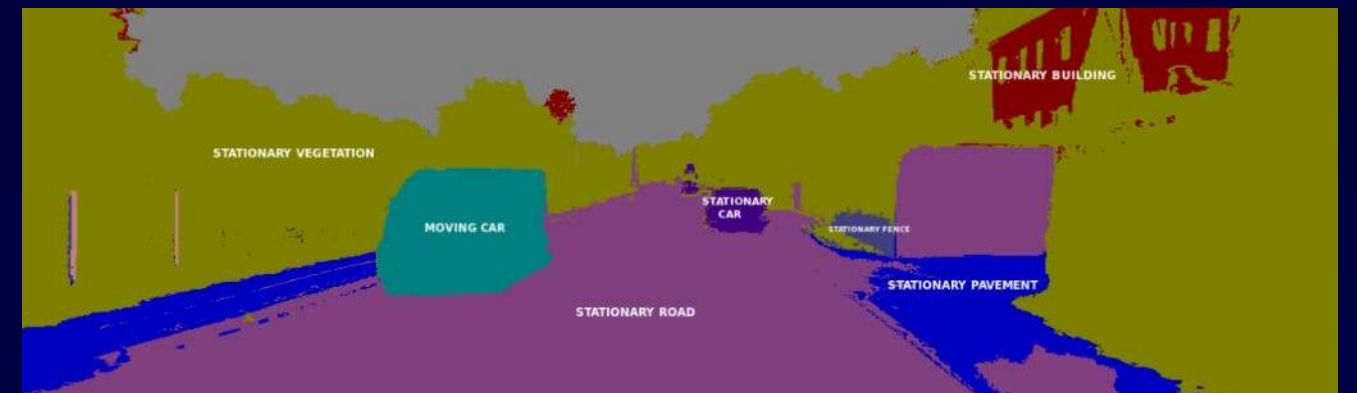 STATIONARY BUILDING
STATIONARY VEGETATION
STATIONARY
CAR
MOVING CAR
STATIONARY FENCE
STATIONARY PAVEMENT
STATIONARY ROAD